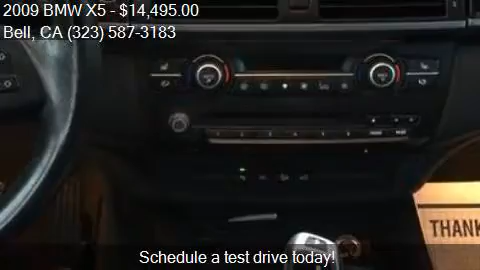 2009 BMW X5 - $14,495.00
Bell, CA (323) 587-3183
THANK
Schedule a test drive today!